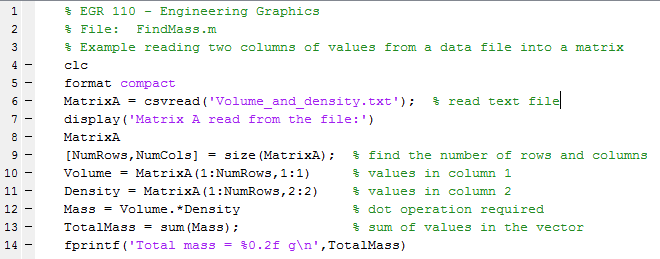 1 % EGR 110 - Engineering Graphics
2 % File:  FindMass.m
3 % Example reading two columns of values from a data file into a matrix
4 - clc
5 - format compact
6 - MatrixA = csvread('Volume_and_density.txt');  % read text file
7 - display('Matrix A read from the file:')
8 - MatrixA
9 - [NumRows,NumCols] = size(MatrixA);  % find the number of rows and columns
10 - Volume = MatrixA(1:NumRows,1:1)     % values in column 1
11 - Density = MatrixA(1:NumRows,2:2)    % values in column 2
12 - Mass = Volume.*Density              % dot operation required
13 - TotalMass = sum(Mass);              % sum of values in the vector
14 - fprintf('Total mass = %0.2f g\n',TotalMass)